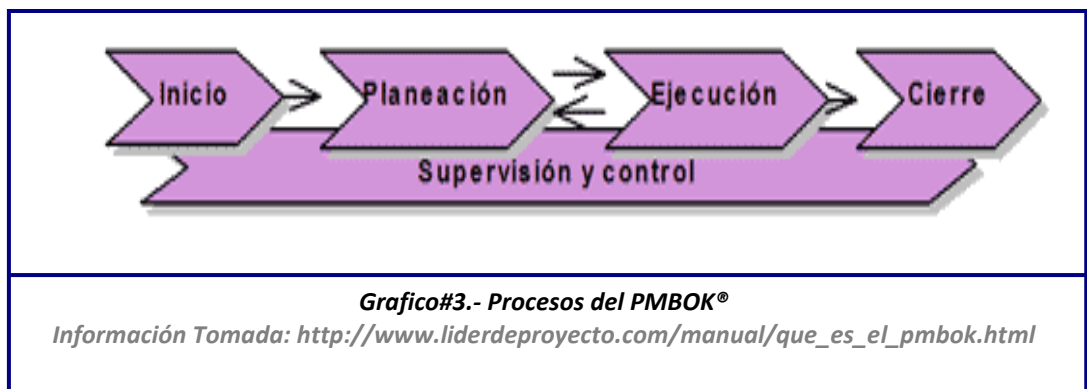 Inicio
Planeación
Ejecución
Cierre
Supervisión y control
Grafico#3.- Procesos del PMBOK®
Información Tomada: http://www.liderdeproyecto.com/manual/que_es_el_pmbok.html